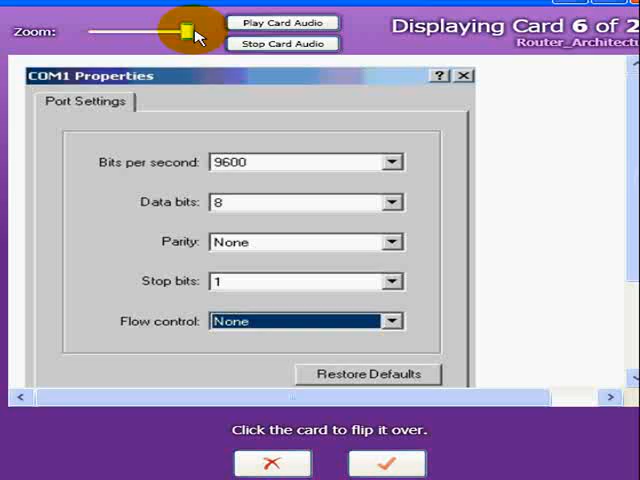 Zoom:
Play Card Audio
Stop Card Audio
Displaying Card 6 of 2
Router_Architectu
COM1 Properties
Port Settings
Bits per second: 9600
Data bits: 8
Parity: None
Stop bits: 1
Flow control: None
Restore Defaults
Click the card to flip it over.